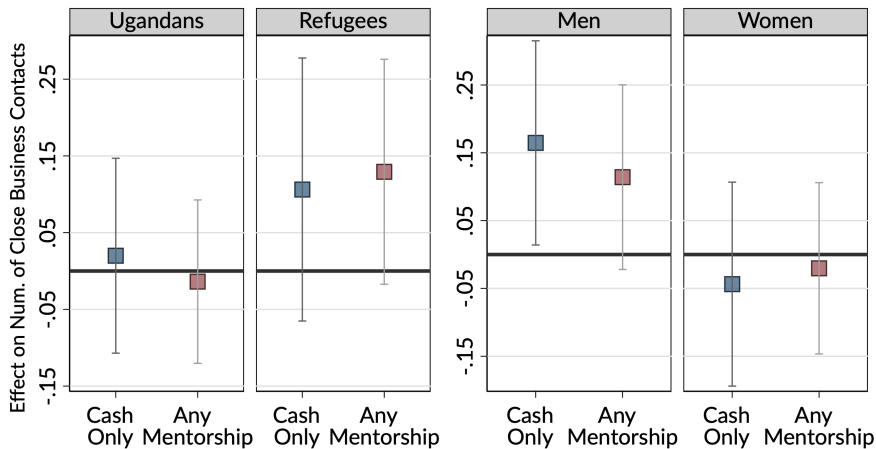 Ugandans
Refugees
Men
Women
Effect on Num. of Close Business Contacts
.25
.15
.05
-.05
-.15
.25
.15
.05
-.05
-.15
Cash Only
Any Mentorship
Cash Only
Any Mentorship
Cash Only
Any Mentorship
Cash Only
Any Mentorship